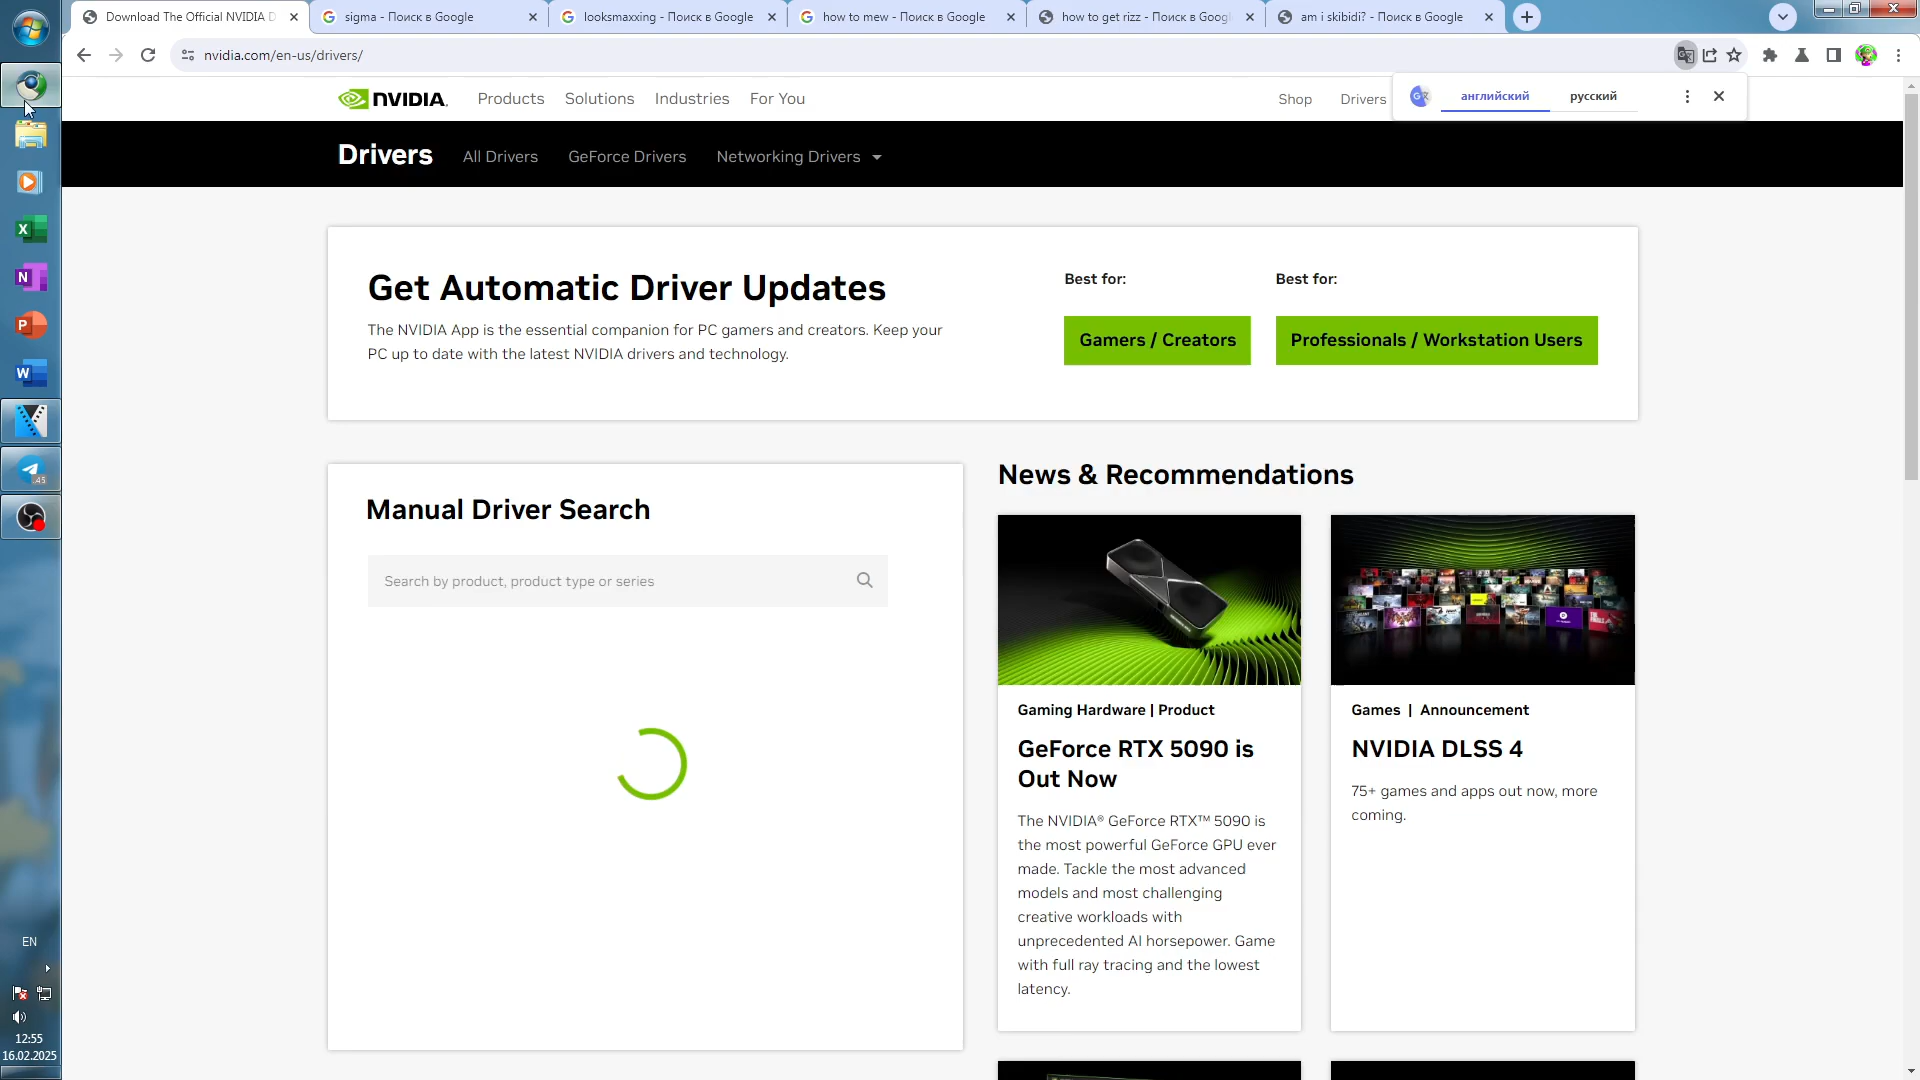 Download The Official NVIDIA D
sigma - Поиск в Google
looksmaxxing - Поиск в Google
how to mew - Поиск в Google
how to get rizz - Поиск в Googl
am i skibidi? - Поиск в Google
nvidia.com/en-us/drivers/
NVIDIA.
Products
Solutions
Industries
For You
Shop
Drivers
английский
русский
Drivers
All Drivers
GeForce Drivers
Networking Drivers
Get Automatic Driver Updates
The NVIDIA App is the essential companion for PC gamers and creators. Keep your
PC up to date with the latest NVIDIA drivers and technology.
Best for:
Gamers / Creators
Best for:
Professionals / Workstation Users
Manual Driver Search
Search by product, product type or series
News & Recommendations
Gaming Hardware | Product
GeForce RTX 5090 is
Out Now
The NVIDIA® GeForce RTX™ 5090 is
the most powerful GeForce GPU ever
made. Tackle the most advanced
models and most challenging
creative workloads with
unprecedented AI horsepower. Game
with full ray tracing and the lowest
latency.
Games | Announcement
NVIDIA DLSS 4
75+ games and apps out now, more
coming.
X
N
P
W
.45
EN
12:55
16.02.2025